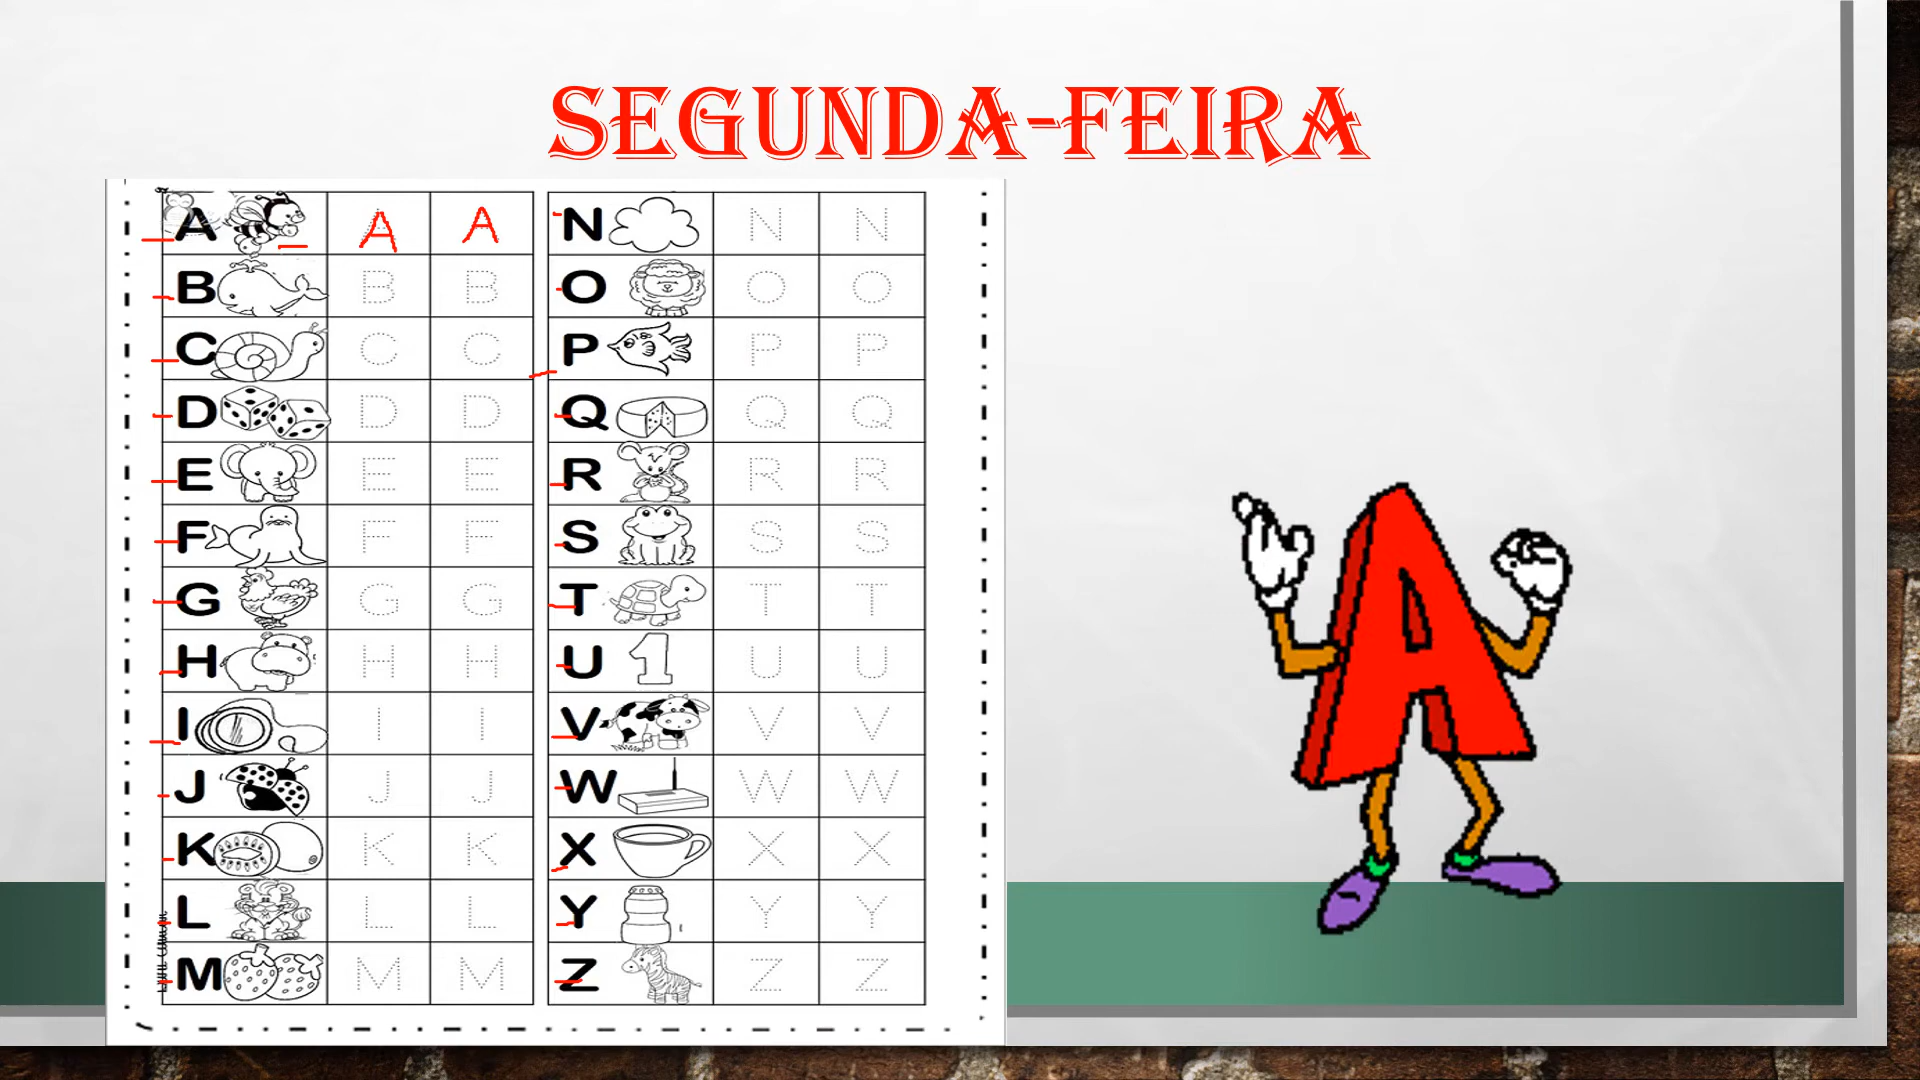 SEGUNDA-FEIRA
A A A
B B B
C C C
D D D
E E E
F F F
G G G
H H H
I I I
J J J
K K K
L L L
M M M
N N N
O O O
P P P
Q Q Q
R R R
S S S
T T T
U 1 U U
V V V
W W W
X X X
Y Y Y
Z Z Z
A